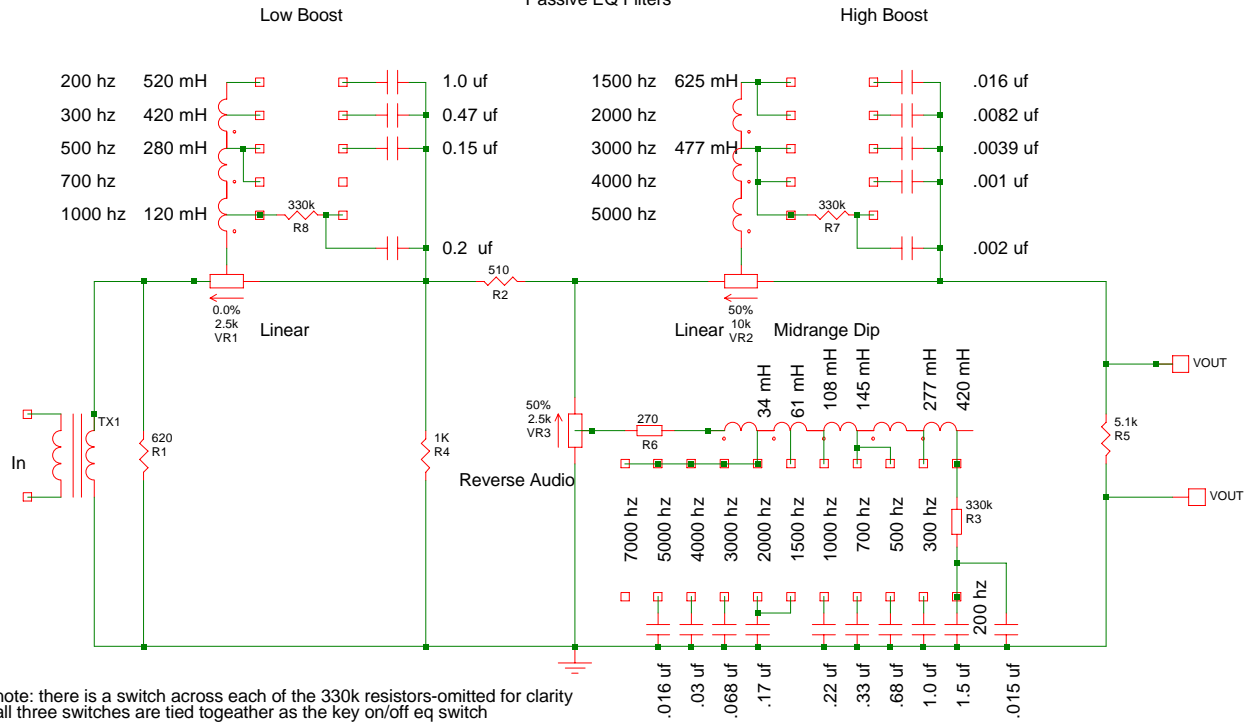 Passive EQ Filters
Low Boost
High Boost
200 hz 520 mH 1.0 uf
300 hz 420 mH 0.47 uf
500 hz 280 mH 0.15 uf
700 hz
1000 hz 120 mH
330k
R8
0.2 uf
1500 hz 625 mH .016 uf
2000 hz .0082 uf
3000 hz 477 mH .0039 uf
4000 hz .001 uf
5000 hz
330k
R7
.002 uf
510
R2
0.0%
2.5k
VR1
Linear
50%
10k
VR2
Linear
Midrange Dip
34 mH
61 mH
108 mH
145 mH
277 mH
420 mH
VOUT
TX1
In
620
R1
1K
R4
50%
2.5k
VR3
270
R6
5.1k
R5
Reverse Audio
7000 hz
5000 hz
4000 hz
3000 hz
2000 hz
1500 hz
1000 hz
700 hz
500 hz
300 hz
330k
R3
200 hz
VOUT
.016 uf
.03 uf
.068 uf
.17 uf
.22 uf
.33 uf
.68 uf
1.0 uf
1.5 uf
.015 uf
note: there is a switch across each of the 330k resistors-omitted for clarity
all three switches are tied togeather as the key on/off eq switch